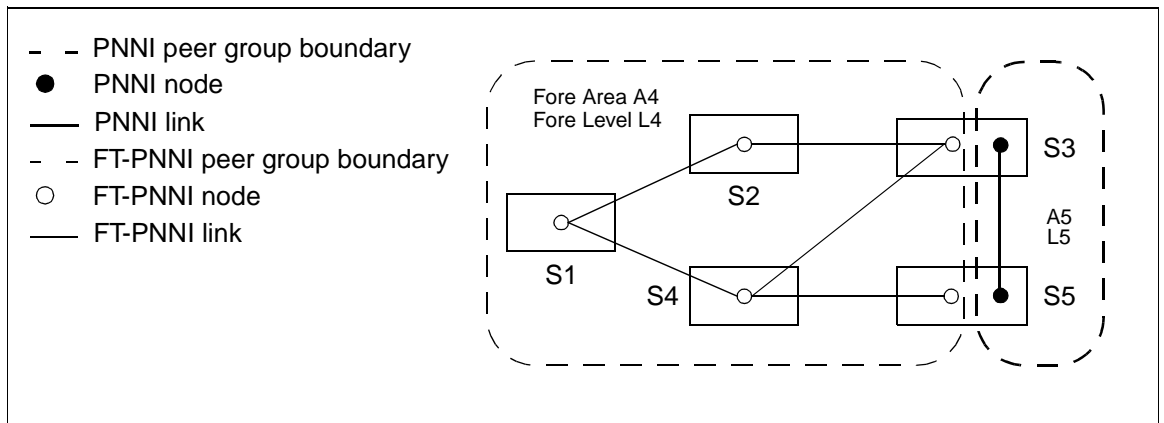 PNNI peer group boundary
PNNI node
PNNI link
FT-PNNI peer group boundary
FT-PNNI node
FT-PNNI link
Fore Area A4
Fore Level L4
S1
S2
S4
S3
A5
L5
S5